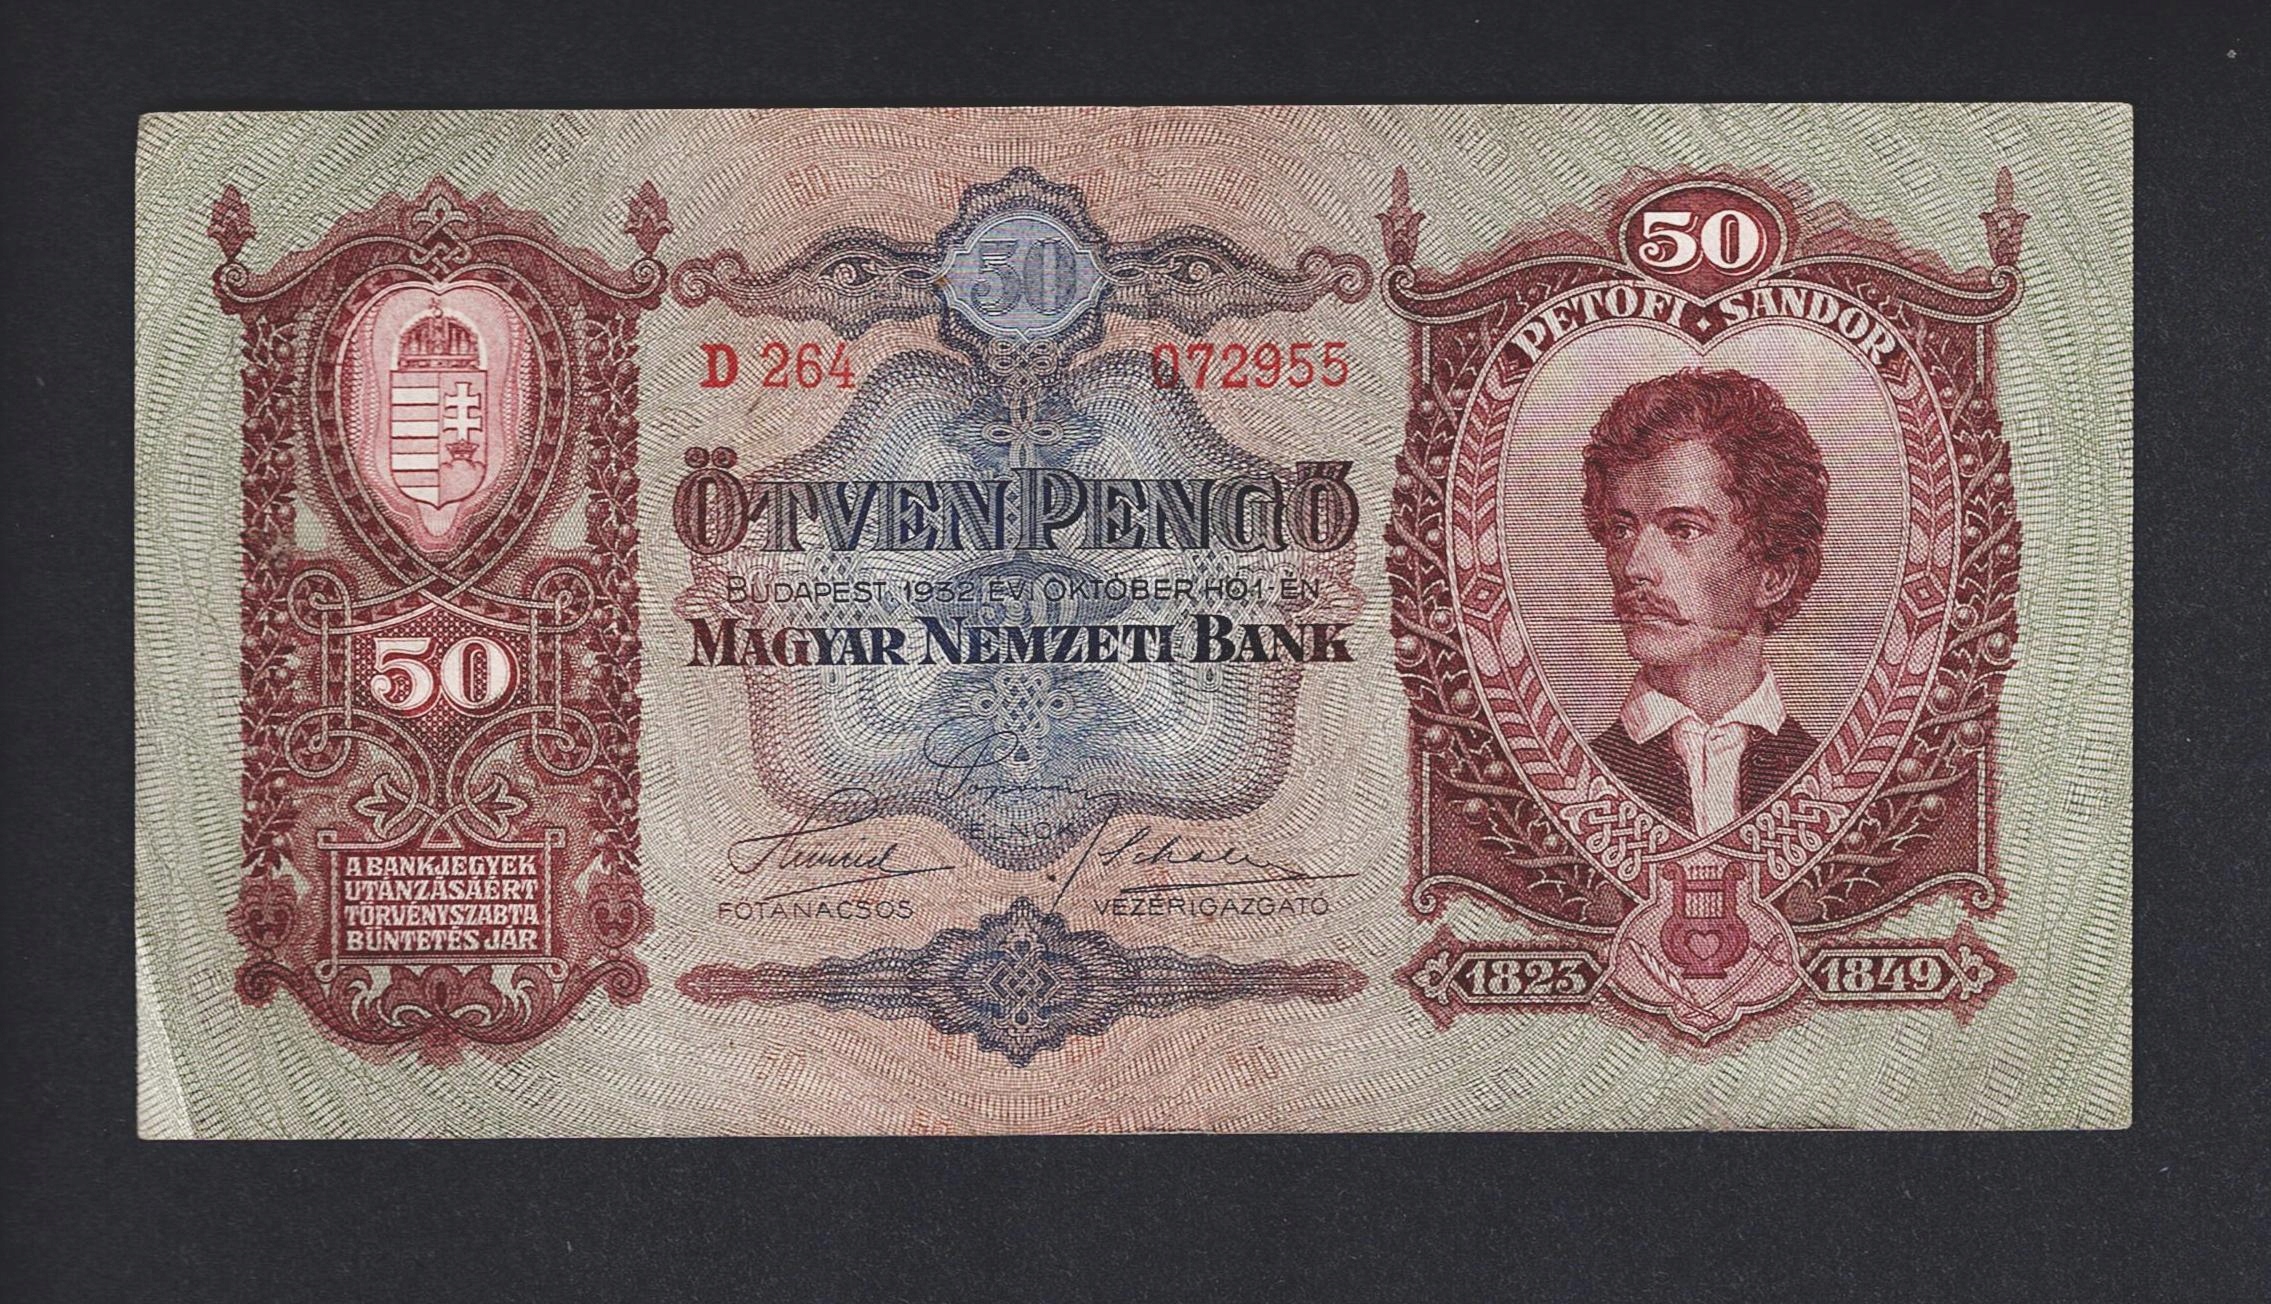 A BANKJEGYEK
UTÁNZÁSÁÉRT
TÖRVÉNYSZABTA
BÜNTETÉS JÁR
50
50
D 264 072955
ÖTVEN PENGŐ
BUDAPEST, 1932 ÉVI OKTÓBER HÓ 1-ÉN
MAGYAR NEMZETI BANK
ELNÖK
FŐTANÁCSOS VEZÉRIGAZGATÓ
50
PETŐFI · SÁNDOR
1823 1849